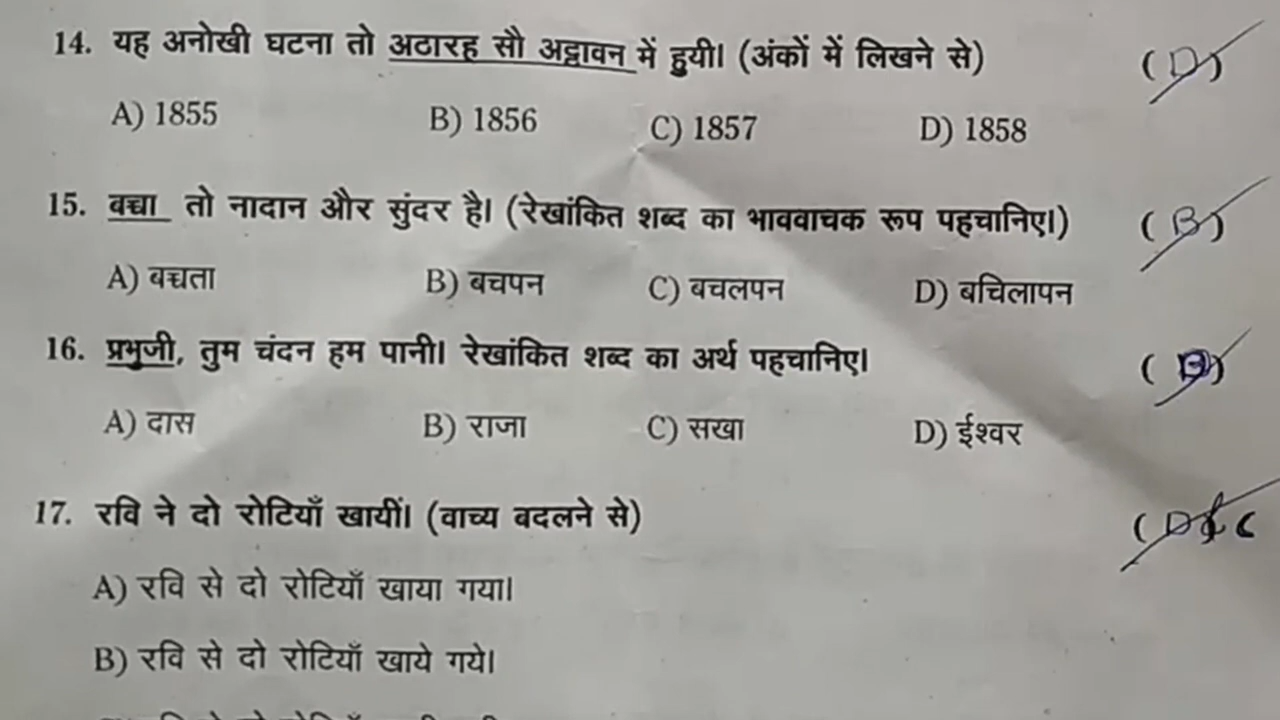 14. यह अनोखी घटना तो अठारह सौ अट्ठावन में हुयी। (अंकों में लिखने से) (D)
A) 1855 B) 1856 C) 1857 D) 1858
15. बच्चा तो नादान और सुंदर है। (रेखांकित शब्द का भाववाचक रूप पहचानिए।) (B)
A) बच्चता B) बचपन C) बचलपन D) बचिलापन
16. प्रभुजी, तुम चंदन हम पानी। रेखांकित शब्द का अर्थ पहचानिए। ( )
A) दास B) राजा C) सखा D) ईश्वर
17. रवि ने दो रोटियाँ खायीं। (वाच्य बदलने से) ( D C
A) रवि से दो रोटियाँ खाया गया।
B) रवि से दो रोटियाँ खाये गये।